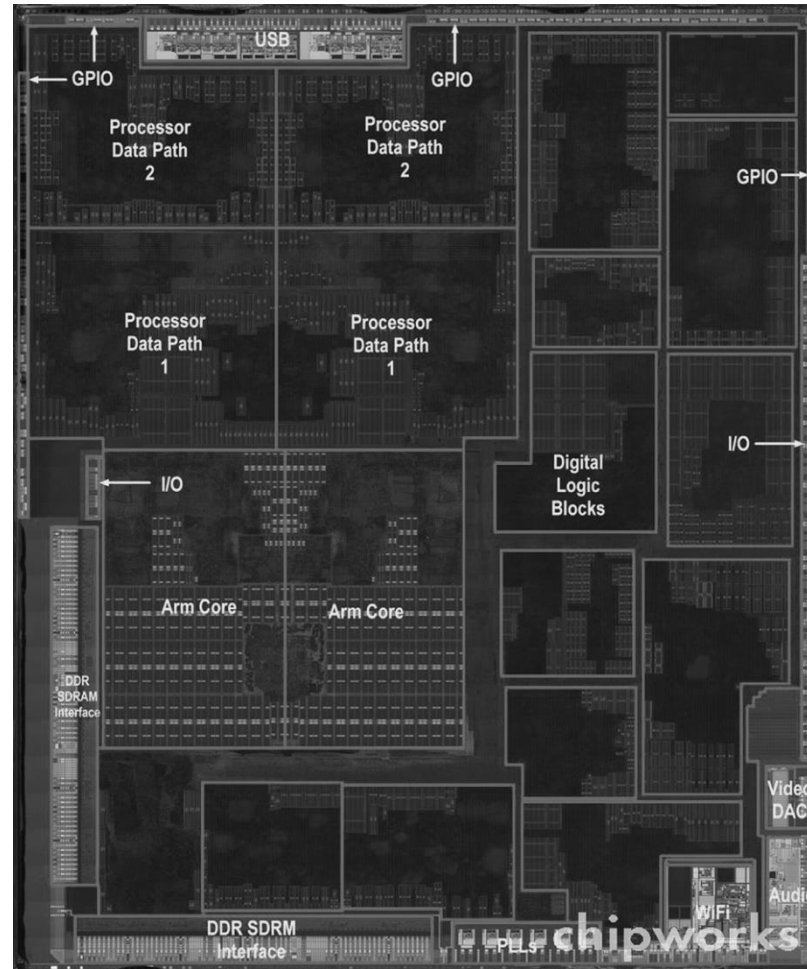 USB
GPIO
GPIO
Processor
Data Path
2
Processor
Data Path
2
GPIO
Processor
Data Path
1
Processor
Data Path
1
I/O
I/O
Digital
Logic
Blocks
Arm Core
Arm Core
DDR
SDRAM
Interface
Video
DAC
DDR SDRM
Interface
PLLs
WiFi
Audio
chipworks